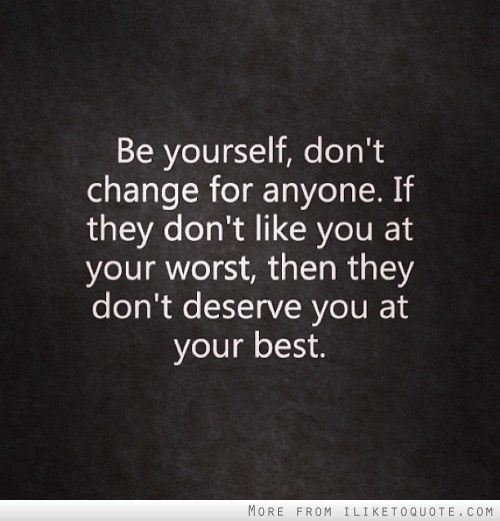 Be yourself, don't
change for anyone. If
they don't like you at
your worst, then they
don't deserve you at
your best.
More from iliketoquote.com